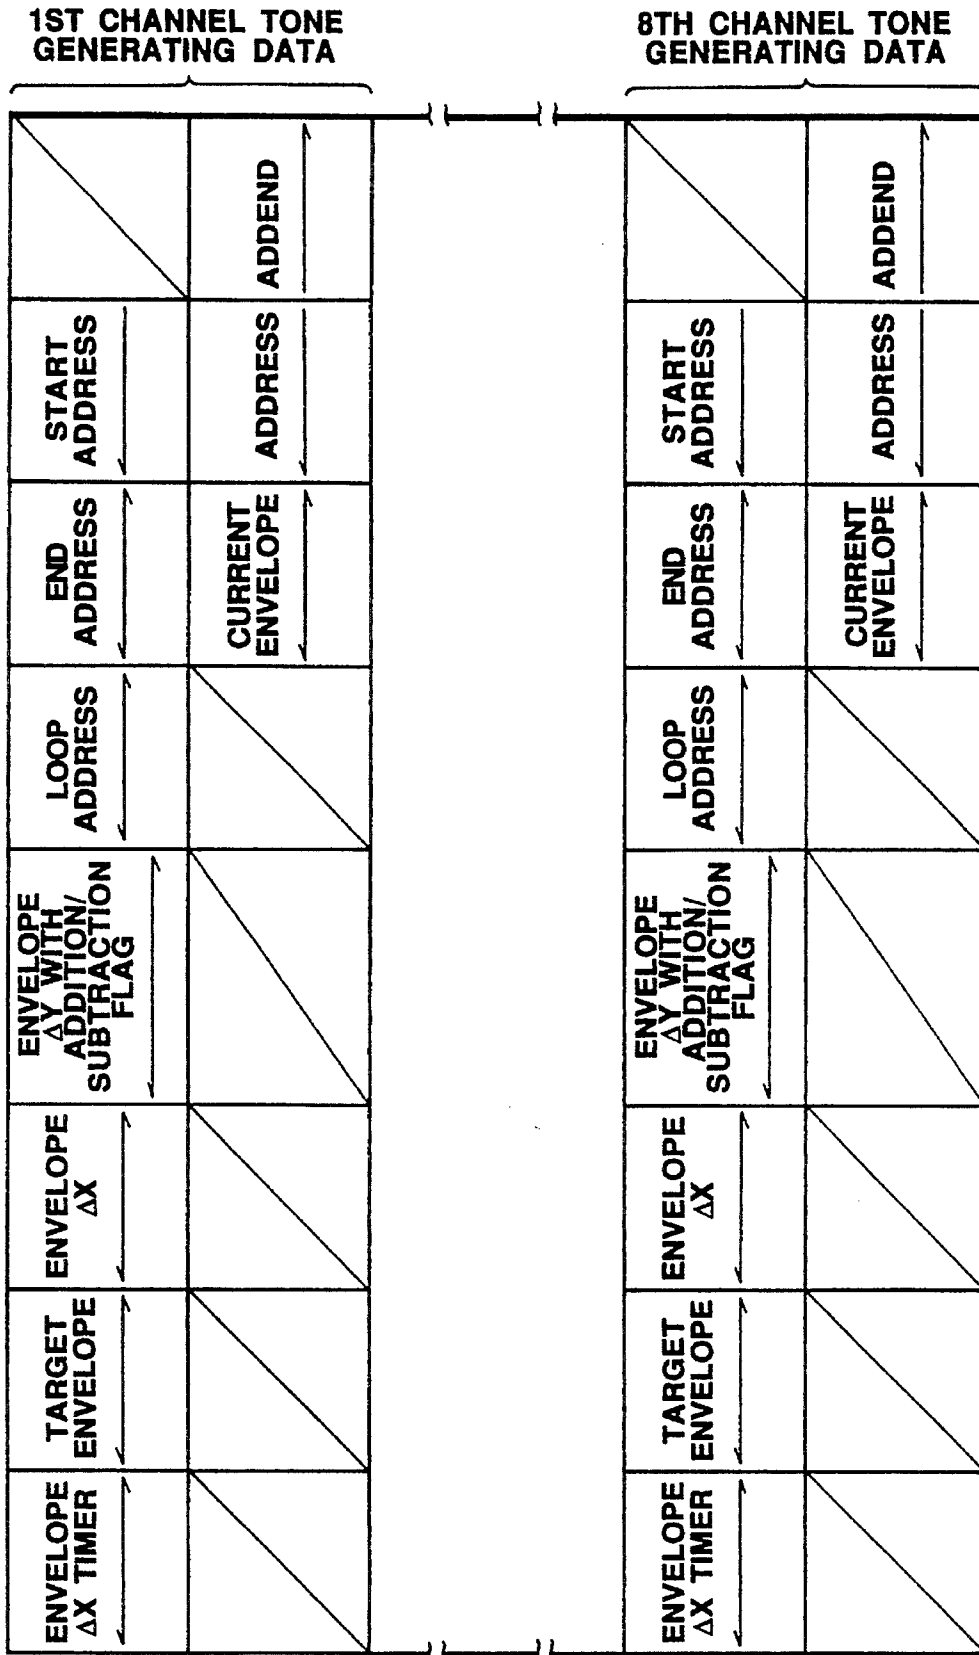 1ST CHANNEL TONE
GENERATING DATA
8TH CHANNEL TONE
GENERATING DATA
ADDEND
START
ADDRESS
ADDRESS
END
ADDRESS
CURRENT
ENVELOPE
LOOP
ADDRESS
ENVELOPE
ΔY WITH
ADDITION/
SUBTRACTION
FLAG
ENVELOPE
ΔX
TARGET
ENVELOPE
ENVELOPE
ΔX TIMER
ADDEND
START
ADDRESS
ADDRESS
END
ADDRESS
CURRENT
ENVELOPE
LOOP
ADDRESS
ENVELOPE
ΔY WITH
ADDITION/
SUBTRACTION
FLAG
ENVELOPE
ΔX
TARGET
ENVELOPE
ENVELOPE
ΔX TIMER